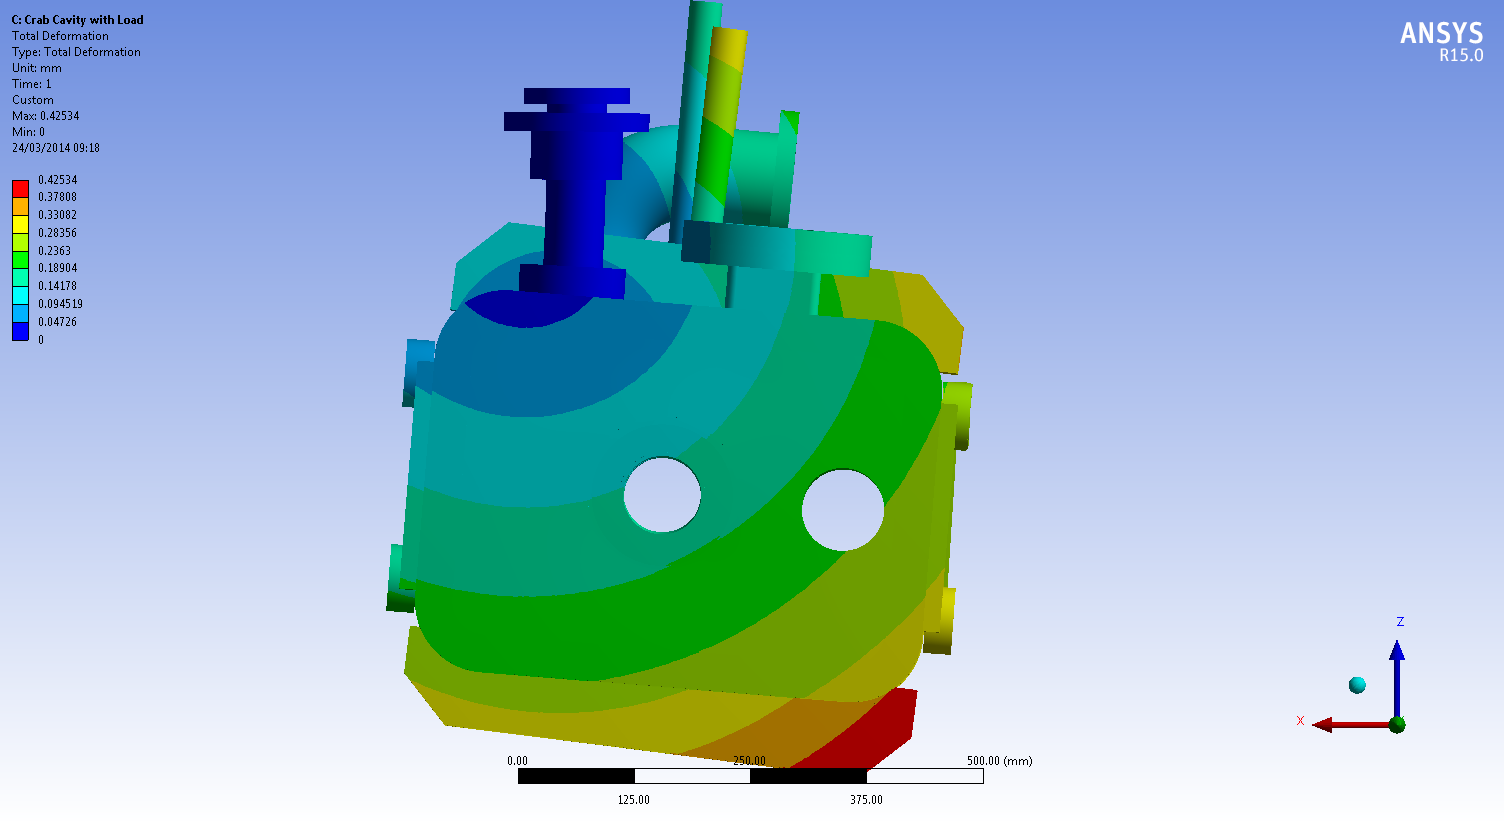 C: Crab Cavity with Load
Total Deformation
Type: Total Deformation
Unit: mm
Time: 1
Custom
Max: 0.42534
Min: 0
24/03/2014 09:18
0.42534
0.37808
0.33082
0.28356
0.2363
0.18904
0.14178
0.094519
0.04726
0
ANSYS
R15.0
Z
X
0.00 250.00 500.00 (mm)
125.00 375.00